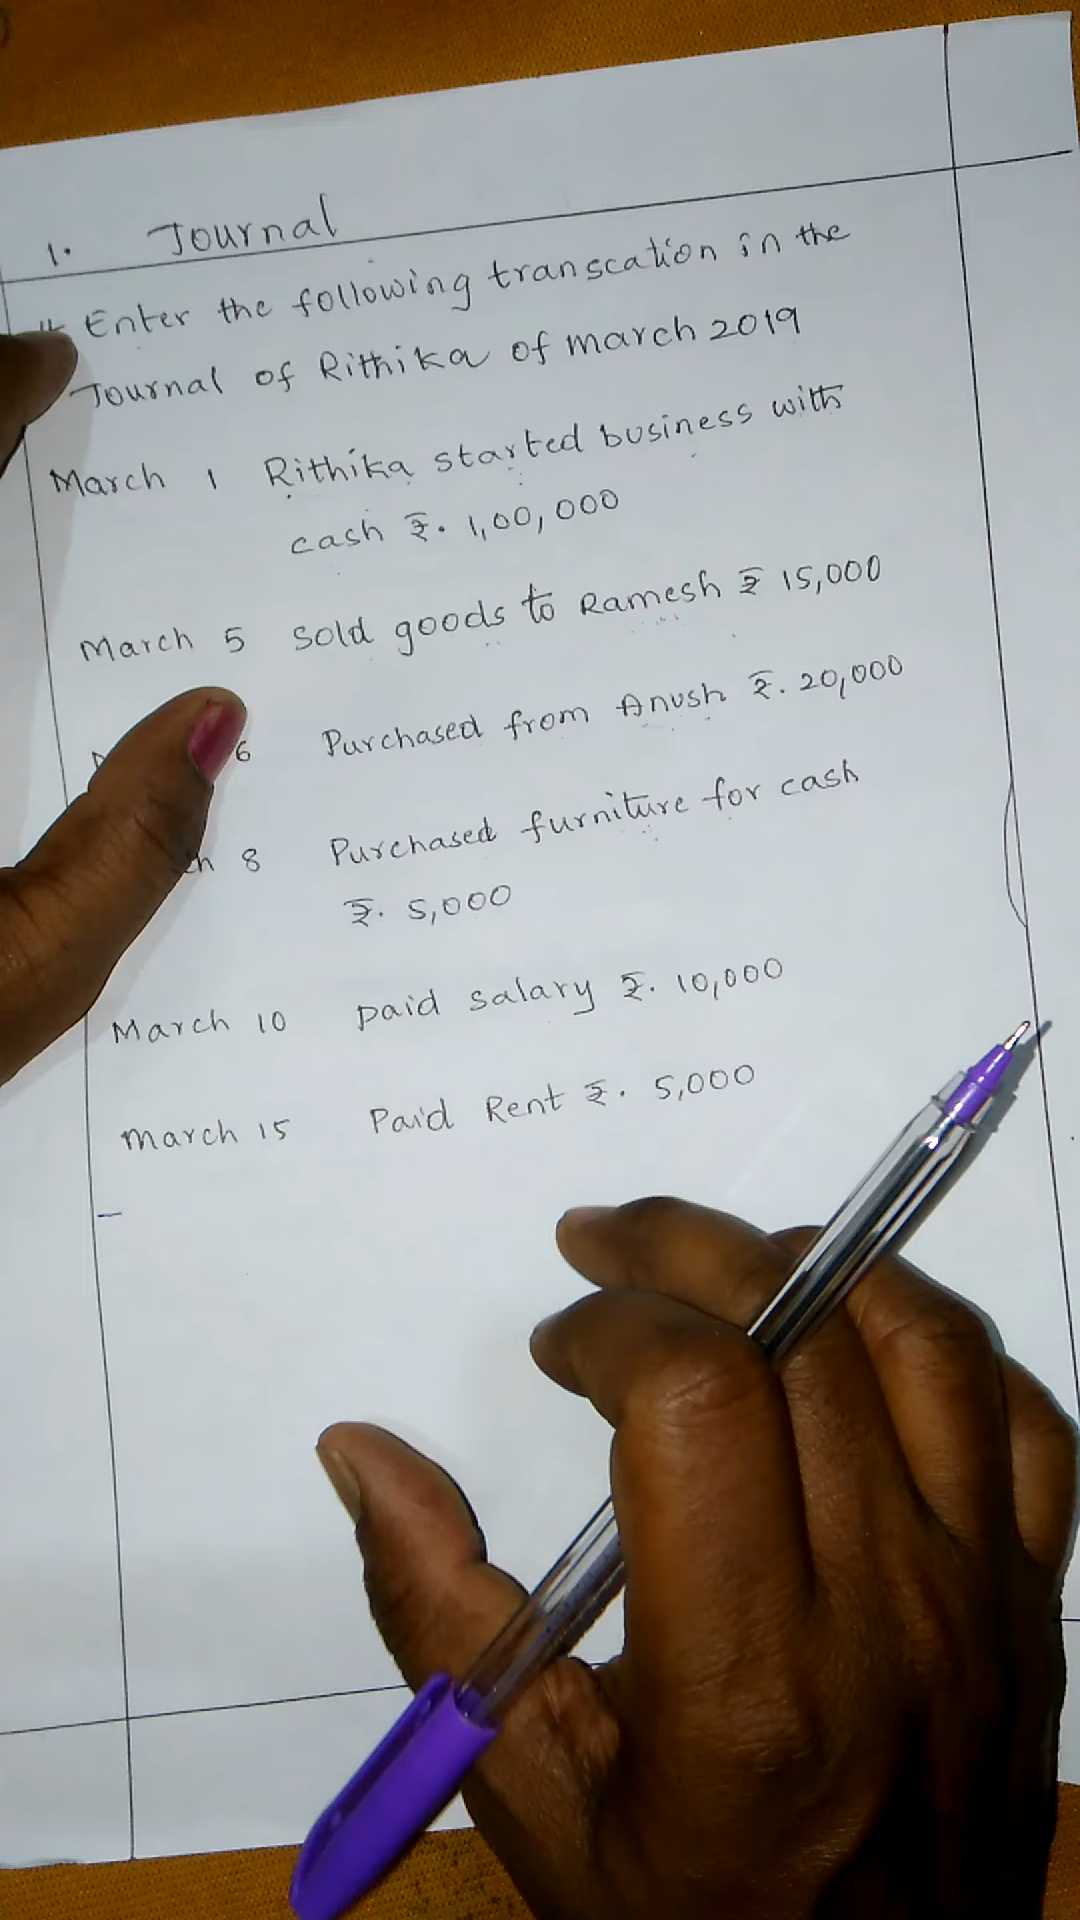 1. Journal
Enter the following transcation in the
Journal of Rithika of march 2019
March 1 Rithika started business with
cash ₹. 1,00,000
March 5 Sold goods to Ramesh ₹ 15,000
6 Purchased from Anush ₹. 20,000
8 Purchased furniture for cash
₹. 5,000
March 10 paid salary ₹. 10,000
march 15 Paid Rent ₹. 5,000